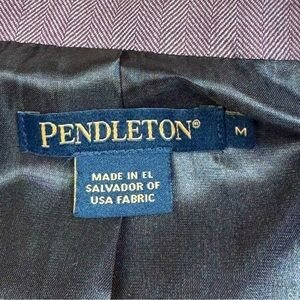 PENDLETON®
M
MADE IN EL
SALVADOR OF
USA FABRIC